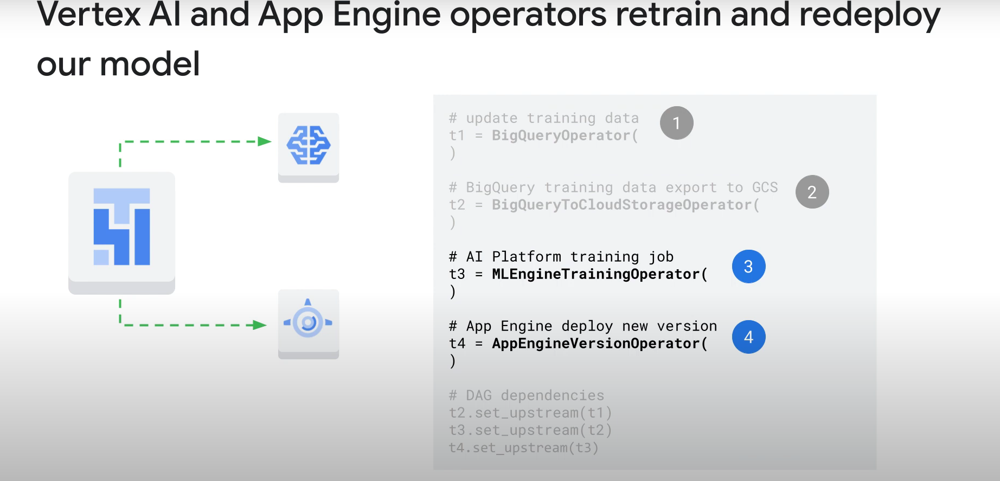 Vertex AI and App Engine operators retrain and redeploy
our model
# update training data
1
t1 = BigQueryOperator(
)
# BigQuery training data export to GCS
2
t2 = BigQueryToCloudStorageOperator(
)
# AI Platform training job
3
t3 = MLEngineTrainingOperator(
)
# App Engine deploy new version
4
t4 = AppEngineVersionOperator(
)
# DAG dependencies
t2.set_upstream(t1)
t3.set_upstream(t2)
t4.set_upstream(t3)